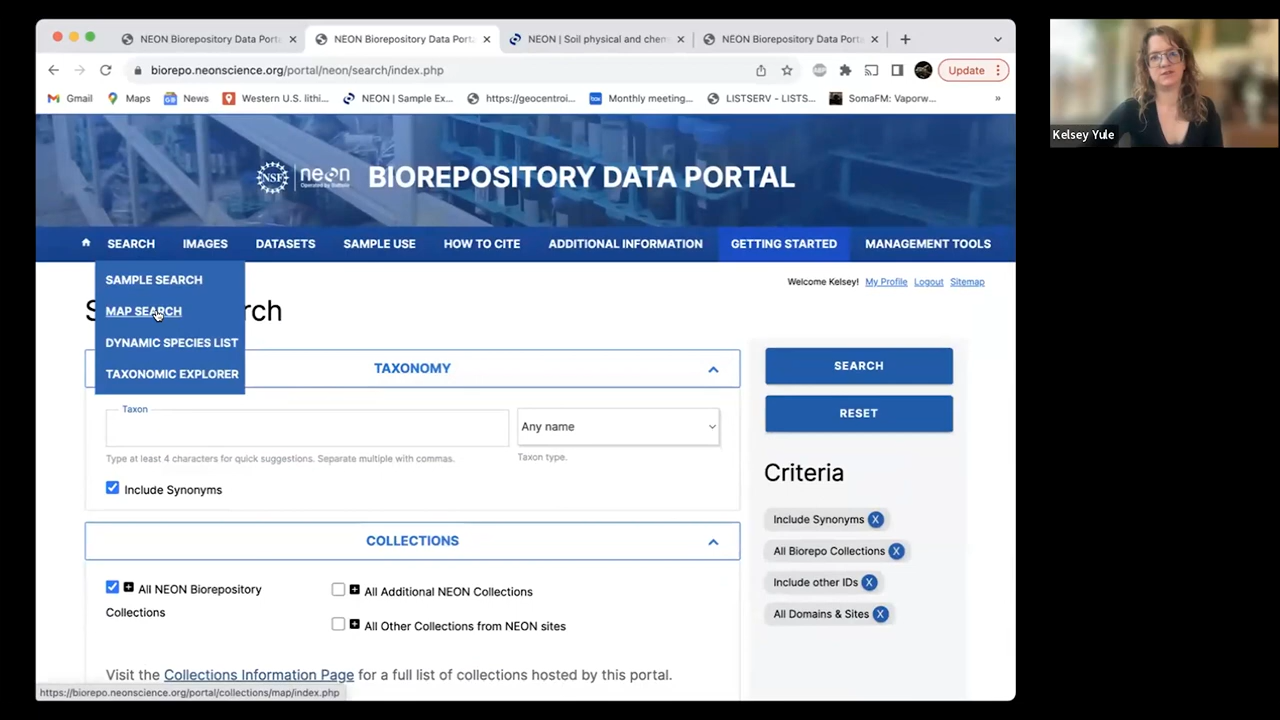 NEON Biorepository Data Port
NEON Biorepository Data Porta
NEON | Soil physical and chem
NEON Biorepository Data Porta
biorepo.neonscience.org/portal/neon/search/index.php
Update
Gmail
Maps
News
Western U.S. lithi...
NEON | Sample Ex...
https://geocentroi...
box
Monthly meeting...
LISTSERV - LISTS...
SomaFM: Vaporw...
»
NSF
neon
Operated by Battelle
BIOREPOSITORY DATA PORTAL
SEARCH
IMAGES
DATASETS
SAMPLE USE
HOW TO CITE
ADDITIONAL INFORMATION
GETTING STARTED
MANAGEMENT TOOLS
SAMPLE SEARCH
MAP SEARCH
DYNAMIC SPECIES LIST
TAXONOMIC EXPLORER
Welcome Kelsey!
My Profile
Logout
Sitemap
S
rch
TAXONOMY
Taxon
Any name
Type at least 4 characters for quick suggestions. Separate multiple with commas.
Taxon type.
Include Synonyms
COLLECTIONS
All NEON Biorepository
Collections
All Additional NEON Collections
All Other Collections from NEON sites
Visit the Collections Information Page for a full list of collections hosted by this portal.
SEARCH
RESET
Criteria
Include Synonyms X
All Biorepo Collections X
Include other IDs X
All Domains & Sites X
https://biorepo.neonscience.org/portal/collections/map/index.php
Kelsey Yule